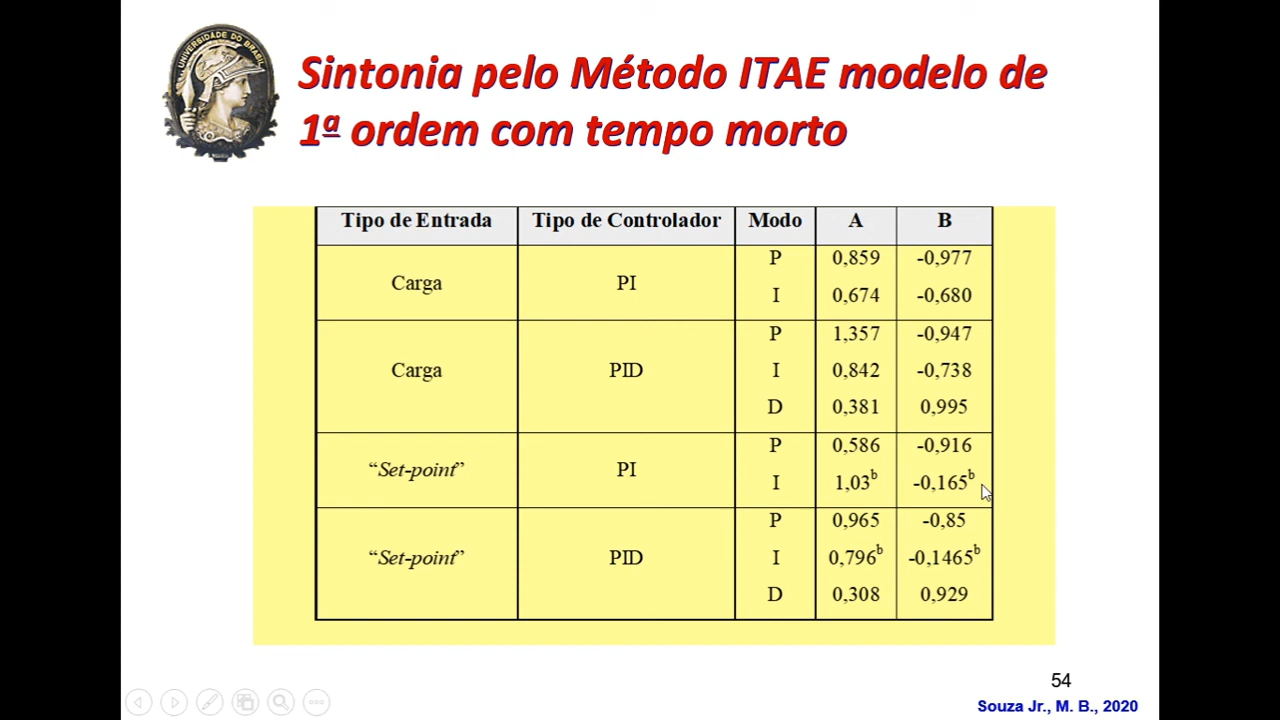 UNIVERSIDADE DO BRASIL
Sintonia pelo Método ITAE modelo de
1ª ordem com tempo morto
Tipo de Entrada Tipo de Controlador Modo A B
Carga PI P 0,859 -0,977
I 0,674 -0,680
Carga PID P 1,357 -0,947
I 0,842 -0,738
D 0,381 0,995
“Set-point” PI P 0,586 -0,916
I 1,03ᵇ -0,165ᵇ
“Set-point” PID P 0,965 -0,85
I 0,796ᵇ -0,1465ᵇ
D 0,308 0,929
54
Souza Jr., M. B., 2020